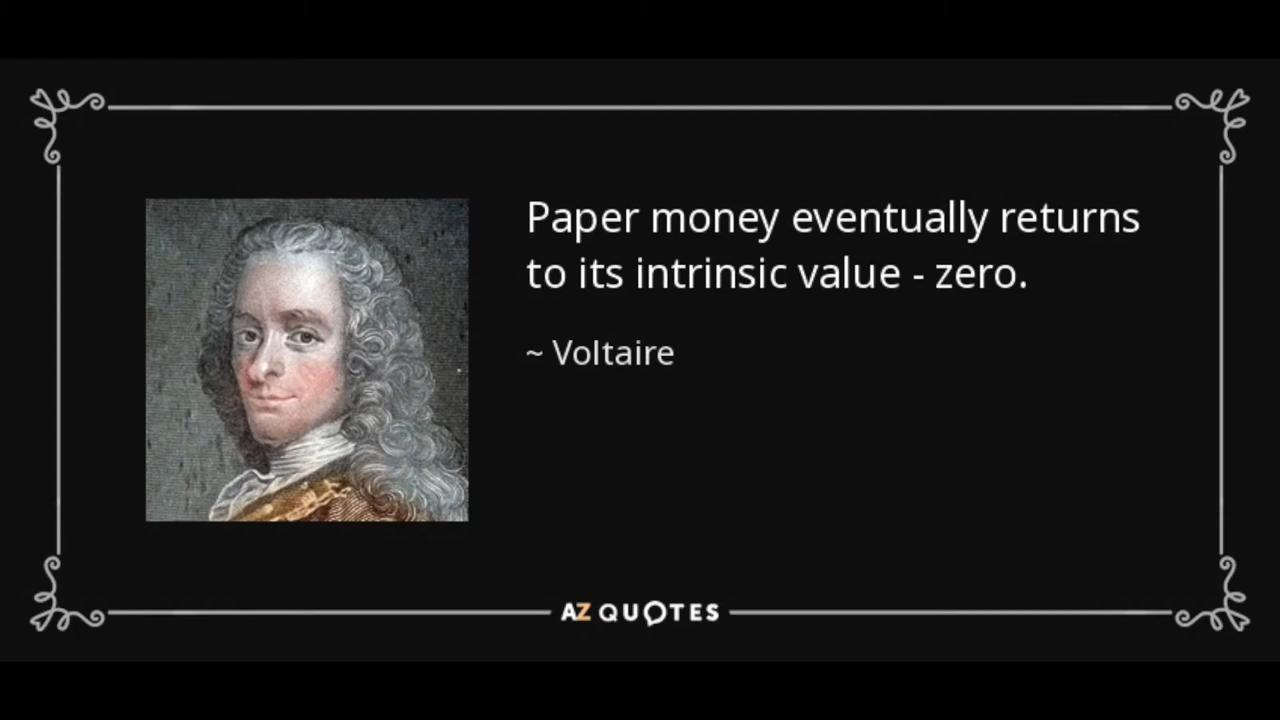 Paper money eventually returns
to its intrinsic value - zero.
~ Voltaire
AZ QUOTES